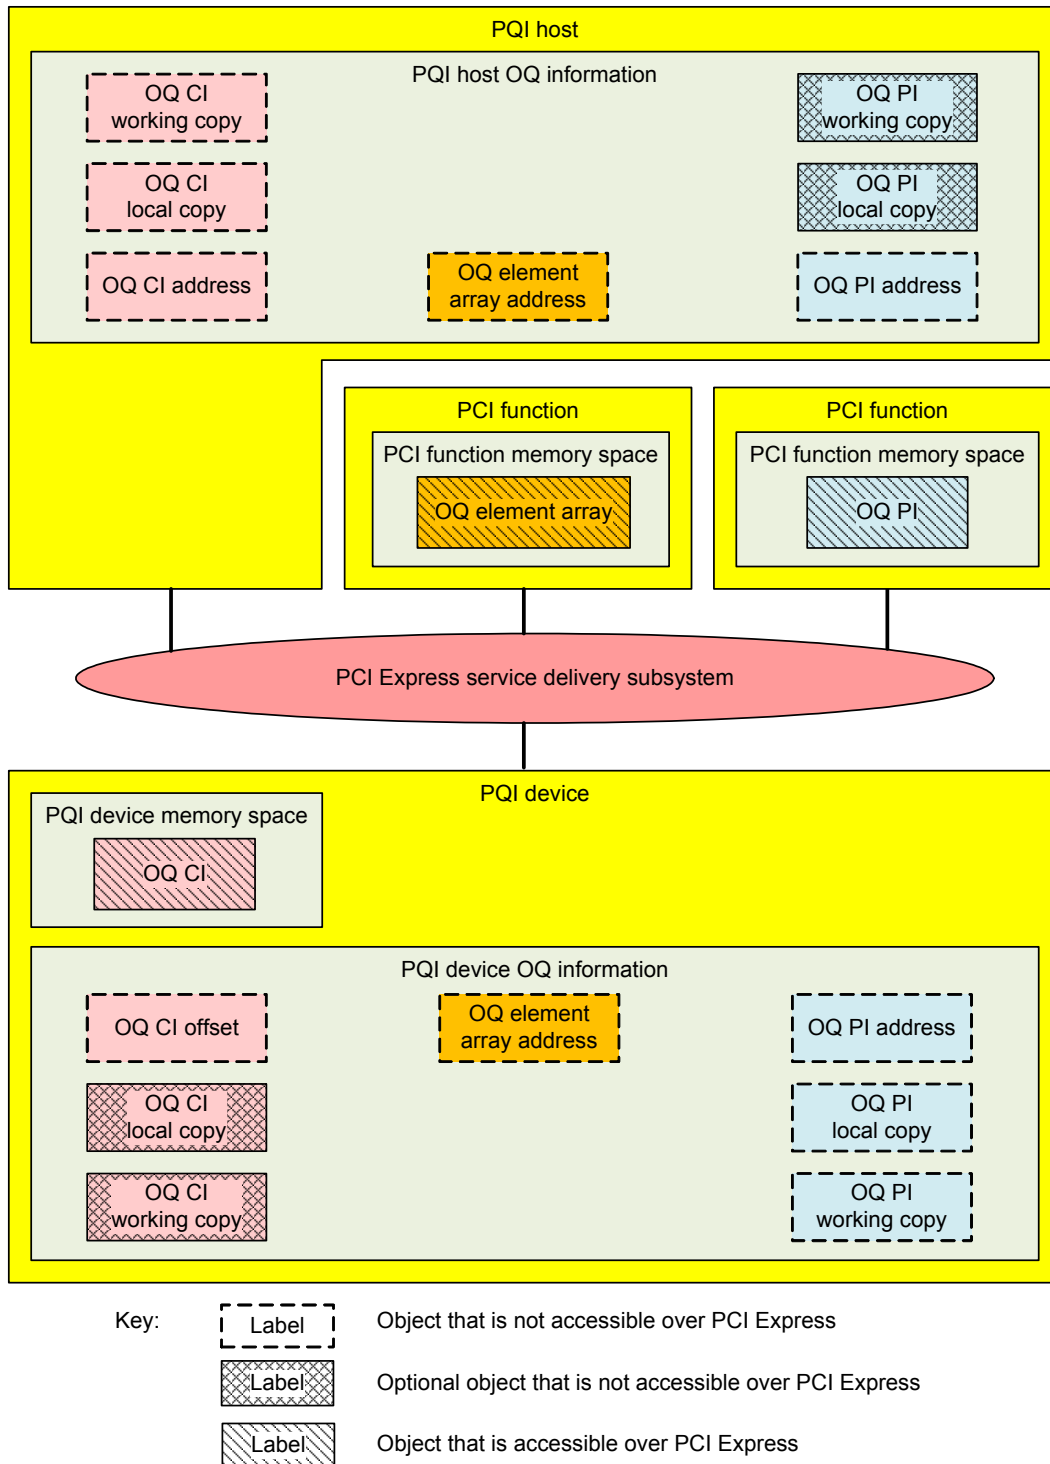 PQI host
PQI host OQ information
OQ CI
working copy
OQ PI
working copy
OQ CI
local copy
OQ PI
local copy
OQ CI address
OQ element
array address
OQ PI address
PCI function
PCI function memory space
OQ element array
PCI function
PCI function memory space
OQ PI
PCI Express service delivery subsystem
PQI device
PQI device memory space
OQ CI
PQI device OQ information
OQ CI offset
OQ element
array address
OQ PI address
OQ CI
local copy
OQ PI
local copy
OQ CI
working copy
OQ PI
working copy
Key:
Label
Object that is not accessible over PCI Express
Label
Optional object that is not accessible over PCI Express
Label
Object that is accessible over PCI Express